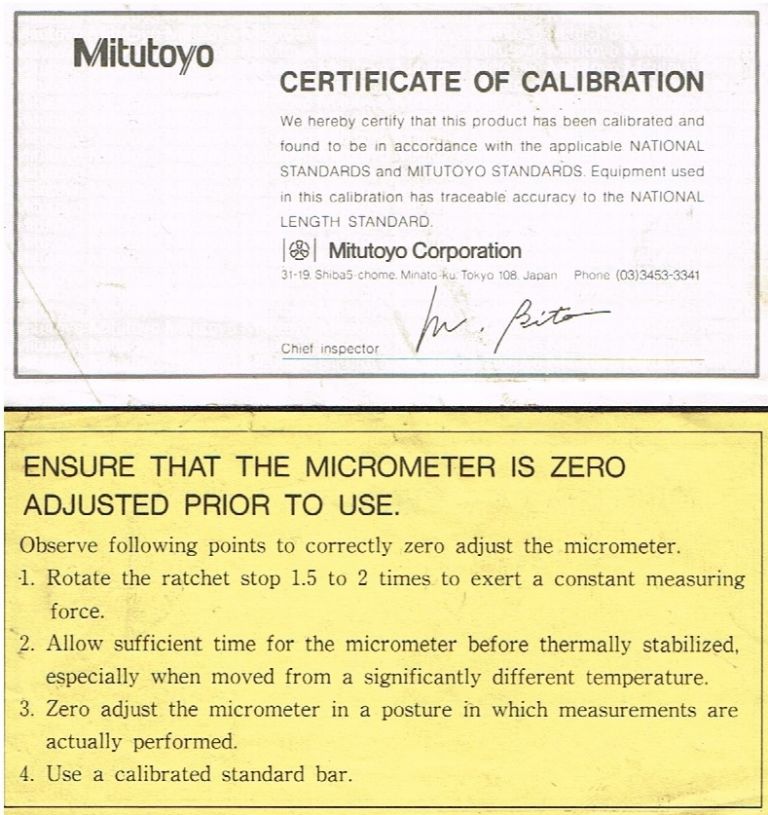 Mitutoyo
CERTIFICATE OF CALIBRATION
We hereby certify that this product has been calibrated and
found to be in accordance with the applicable NATIONAL
STANDARDS and MITUTOYO STANDARDS. Equipment used
in this calibration has traceable accuracy to the NATIONAL
LENGTH STANDARD.
Mitutoyo Corporation
31-19, Shiba5-chome, Minato-ku, Tokyo 108, Japan Phone (03)3453-3341
Chief inspector
ENSURE THAT THE MICROMETER IS ZERO
ADJUSTED PRIOR TO USE.
Observe following points to correctly zero adjust the micrometer.
1. Rotate the ratchet stop 1.5 to 2 times to exert a constant measuring
force.
2. Allow sufficient time for the micrometer before thermally stabilized,
especially when moved from a significantly different temperature.
3. Zero adjust the micrometer in a posture in which measurements are
actually performed.
4. Use a calibrated standard bar.